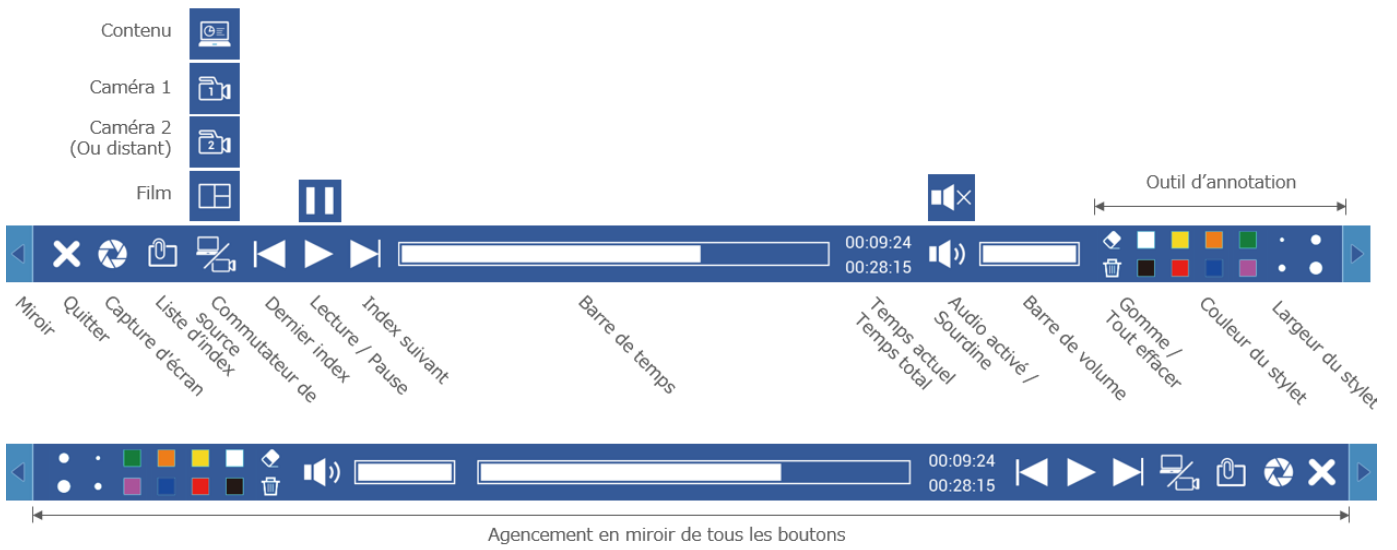 Contenu
Caméra 1
1
Caméra 2
(Ou distant)
2
Film
Outil d’annotation
00:09:24
00:28:15
Miroir
Quitter
Capture d'écran
Liste d'index
Commutateur de
source
Dernier index
Lecture / Pause
Index suivant
Barre de temps
Temps actuel
Temps total
Audio activé /
Sourdine
Barre de volume
Gomme /
Tout effacer
Couleur du stylet
Largeur du stylet
00:09:24
00:28:15
Agencement en miroir de tous les boutons